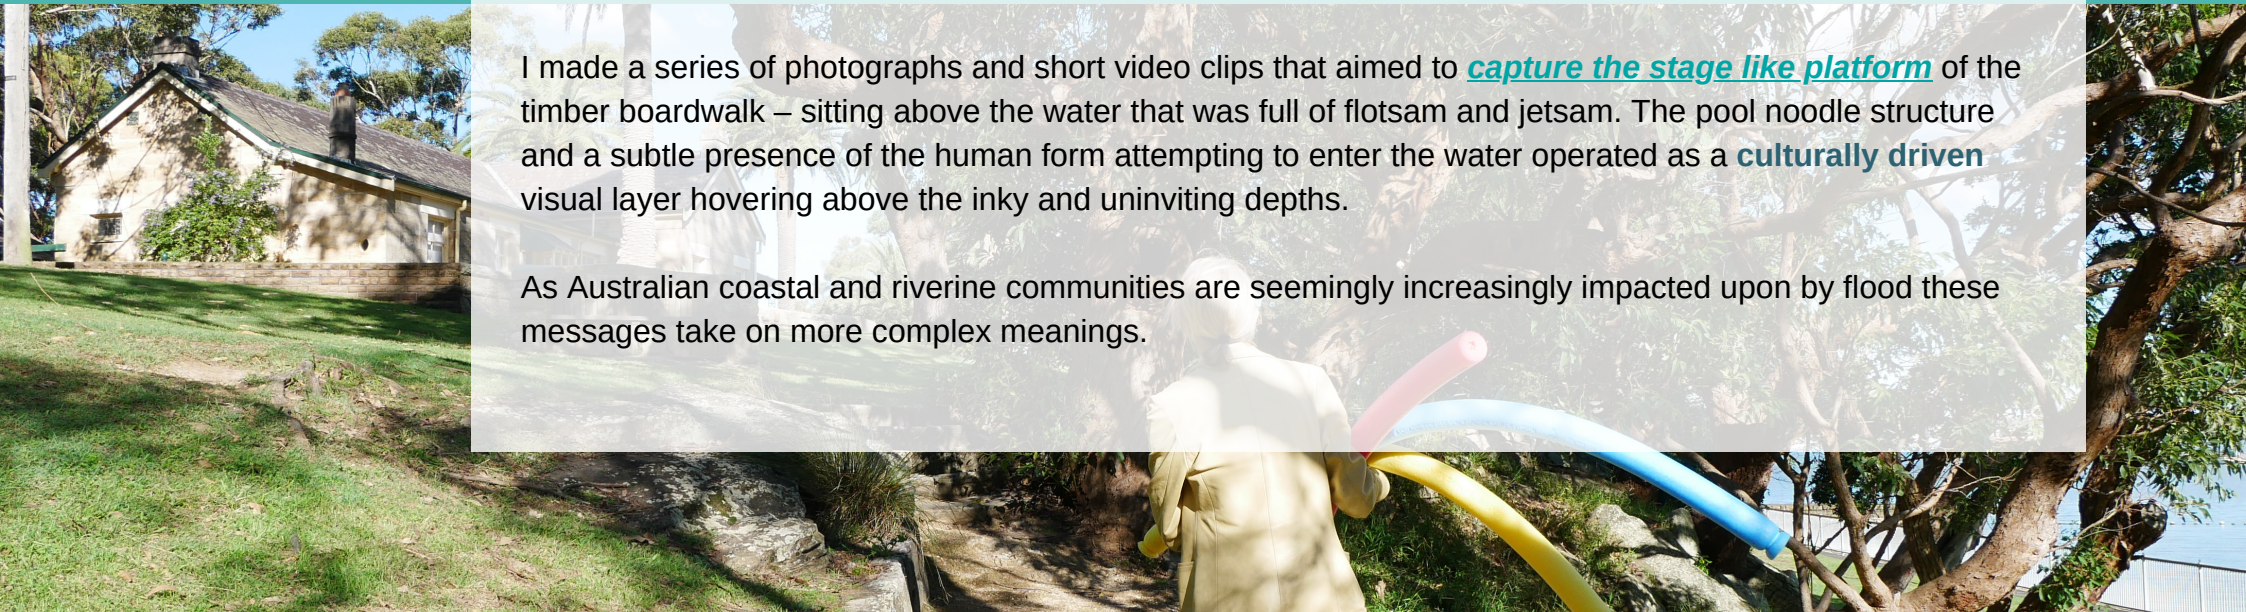 I made a series of photographs and short video clips that aimed to capture the stage like platform of the
timber boardwalk – sitting above the water that was full of flotsam and jetsam. The pool noodle structure
and a subtle presence of the human form attempting to enter the water operated as a culturally driven
visual layer hovering above the inky and uninviting depths.
As Australian coastal and riverine communities are seemingly increasingly impacted upon by flood these
messages take on more complex meanings.